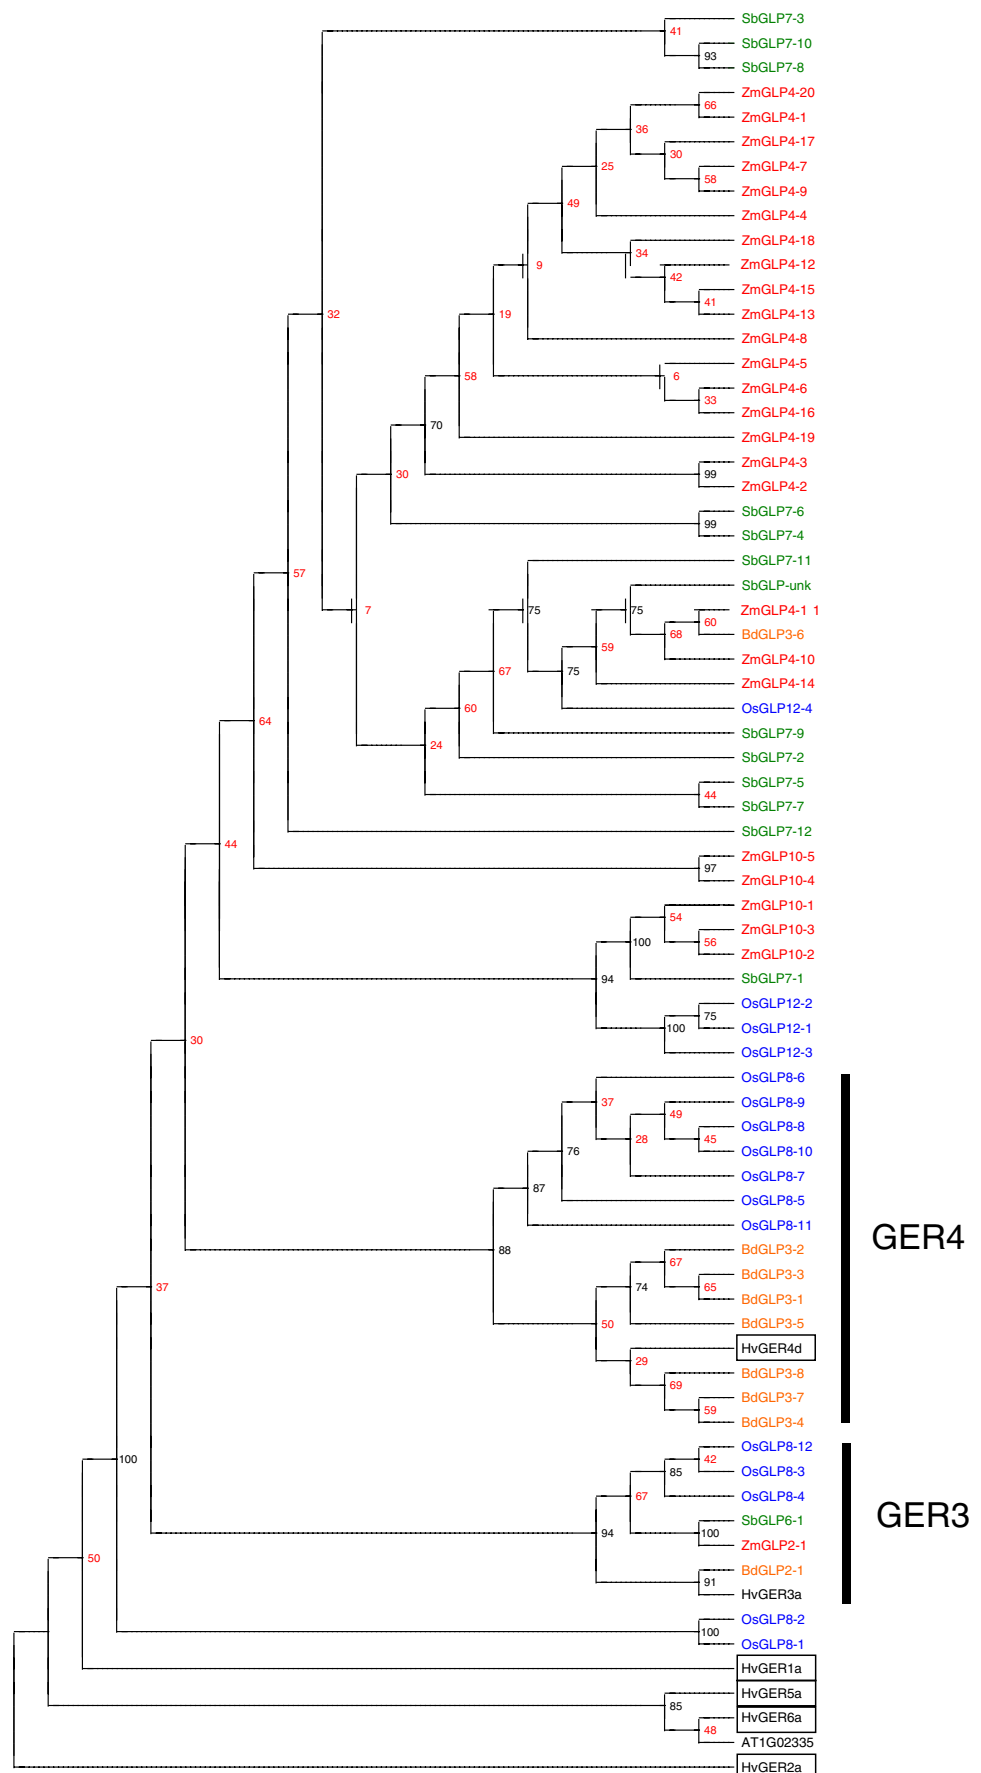 SbGLP7-3
41
SbGLP7-10
93
SbGLP7-8
ZmGLP4-20
66
ZmGLP4-1
36
ZmGLP4-17
30
ZmGLP4-7
25
58
ZmGLP4-9
49
ZmGLP4-4
ZmGLP4-18
34
9
ZmGLP4-12
42
ZmGLP4-15
41
32
19
ZmGLP4-13
ZmGLP4-8
ZmGLP4-5
58
6
ZmGLP4-6
33
ZmGLP4-16
70
ZmGLP4-19
ZmGLP4-3
30
99
ZmGLP4-2
SbGLP7-6
99
SbGLP7-4
SbGLP7-11
57
SbGLP-unk
7
75
75
ZmGLP4-1 1
60
68
BdGLP3-6
59
ZmGLP4-10
67
75
ZmGLP4-14
60
OsGLP12-4
64
SbGLP7-9
24
SbGLP7-2
SbGLP7-5
44
SbGLP7-7
SbGLP7-12
44
ZmGLP10-5
97
ZmGLP10-4
ZmGLP10-1
54
ZmGLP10-3
100
56
ZmGLP10-2
94
SbGLP7-1
OsGLP12-2
75
100
OsGLP12-1
30
OsGLP12-3
OsGLP8-6
37
OsGLP8-9
49
OsGLP8-8
28
45
76
OsGLP8-10
OsGLP8-7
87
OsGLP8-5
OsGLP8-11
GER4
88
BdGLP3-2
67
BdGLP3-3
37
74
65
BdGLP3-1
50
BdGLP3-5
HvGER4d
29
BdGLP3-8
69
BdGLP3-7
59
BdGLP3-4
OsGLP8-12
100
42
85
OsGLP8-3
67
OsGLP8-4
GER3
SbGLP6-1
94
100
ZmGLP2-1
50
BdGLP2-1
91
HvGER3a
OsGLP8-2
100
OsGLP8-1
HvGER1a
HvGER5a
85
HvGER6a
48
AT1G02335
HvGER2a